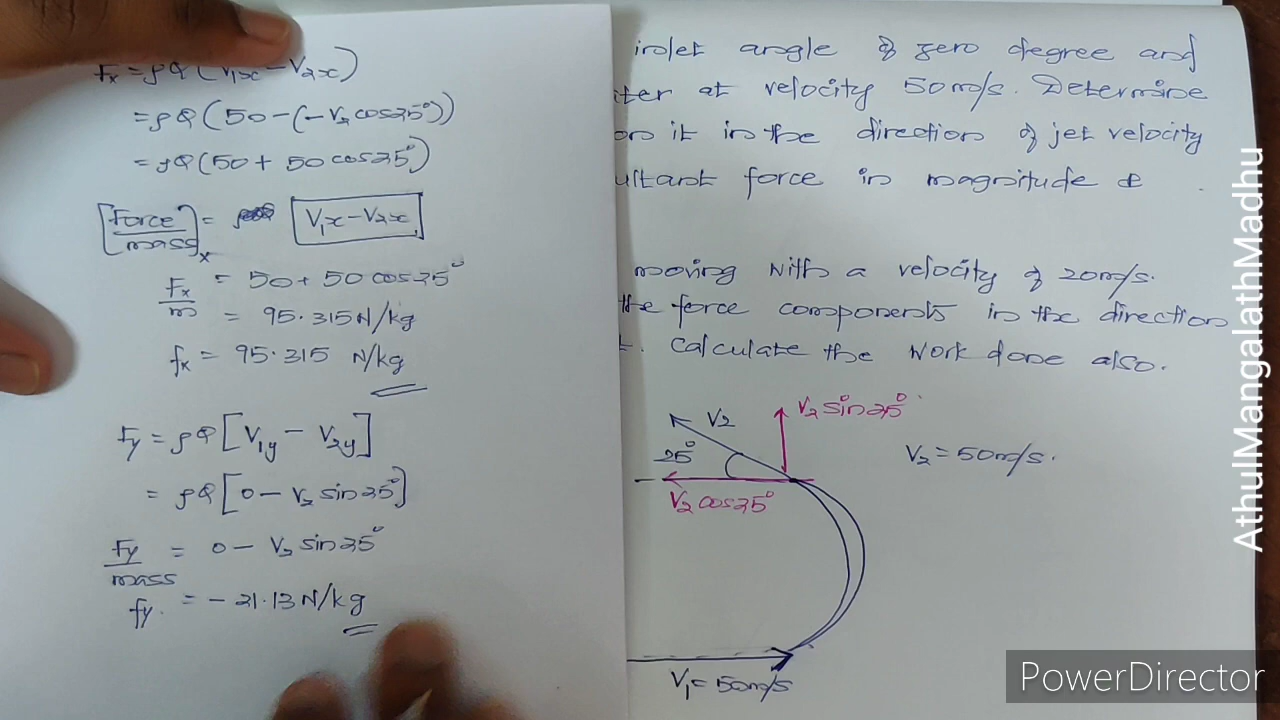 Fx = ρQ(V1x - V2x)
= ρQ(50 - (-V2 cos25°))
= ρQ(50 + 50 cos25°)
[Force/mass]x = V1x - V2x
Fx/m = 50 + 50 cos25°
= 95.315 N/kg
fx = 95.315 N/kg
Fy = ρQ[V1y - V2y]
= ρQ[0 - V2 sin25°]
Fy/mass = 0 - V2 sin25°
fy. = -21.13 N/kg
inlet angle of zero degree and
at velocity 50m/s. Determine
it in the direction of jet velocity
force in magnitude &
moving with a velocity of 20m/s.
the force components in the direction
Calculate the work done also.
V2 V2 sin25°
25° V2 = 50m/s.
V2 cos25°
V1 = 50m/s
AthulMangalathMadhu
PowerDirector